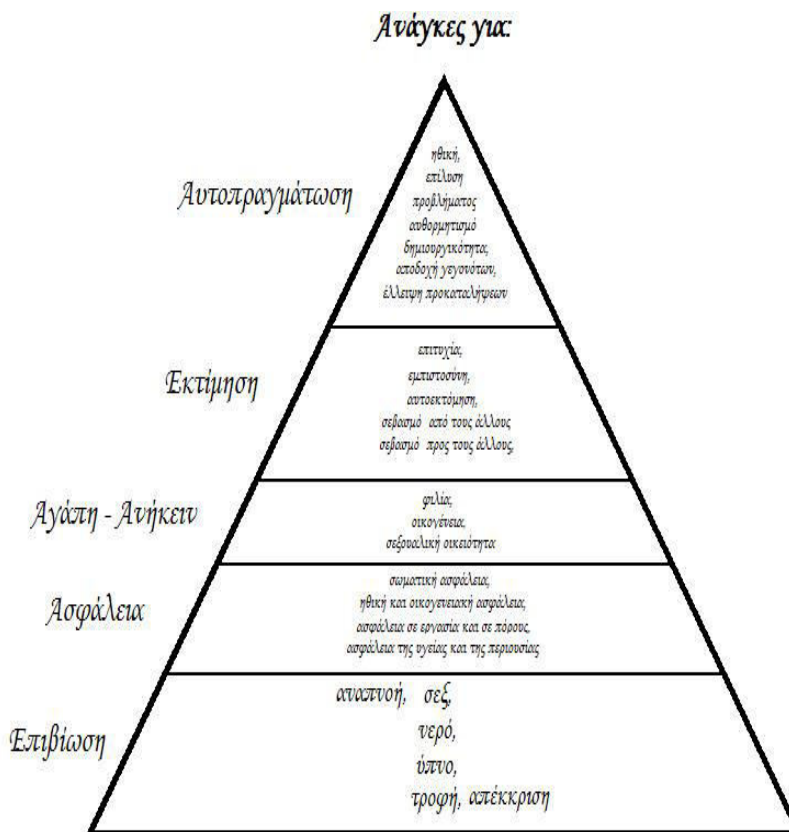 Ανάγκες για:
Αυτοπραγμάτωση
ηθική,
επίλυση
προβλήματος
αυθορμητισμό
δημιουργικότητα,
αποδοχή γεγονότων,
έλλειψη προκαταλήψεων
Εκτίμηση
επιτυχία,
εμπιστοσύνη,
αυτοεκτόμηση,
σεβασμό από τους άλλους
σεβασμό προς τους άλλους,
Αγάπη - Ανήκειν
φιλία,
οικογένεια,
σεξουαλική οικειότητα
Ασφάλεια
σωματική ασφάλεια,
ηθική και οικογενειακή ασφάλεια,
ασφάλεια σε εργασία και σε πόρους,
ασφάλεια της υγείας και της περιουσίας
Επιβίωση
αναπνοή, σεξ,
νερό,
ύπνο,
τροφή, απέκκριση